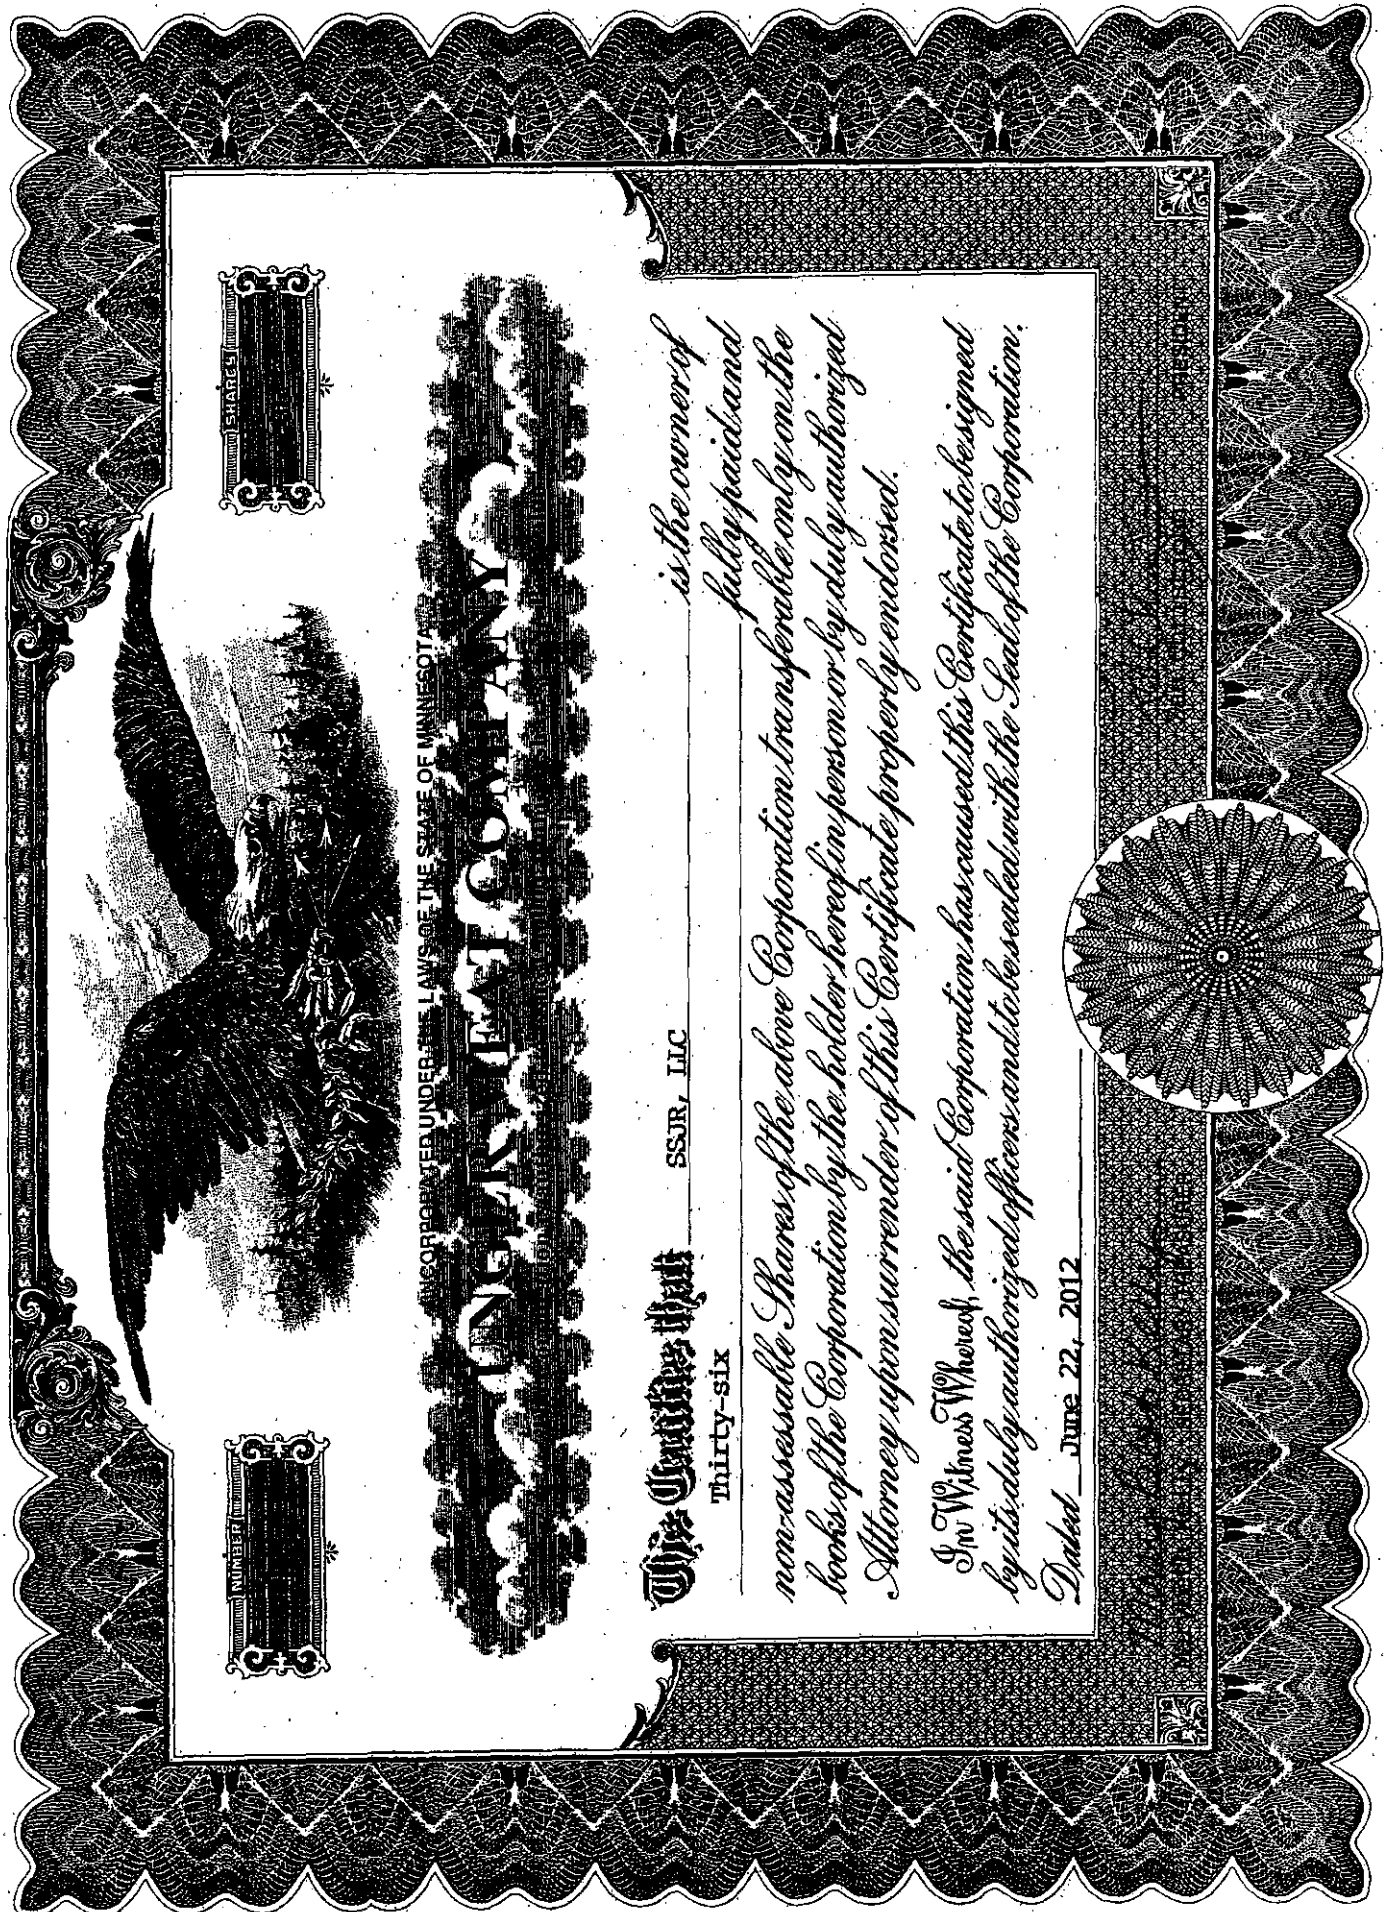 NUMBER
SHARES
INCORPORATED UNDER THE LAWS OF THE STATE OF MINNESOTA
UNGERMAN COMPANY
This Certifies that SSJR, LLC is the owner of
Thirty-six fully paid and
non-assessable Shares of the above Corporation transferable only on the
books of the Corporation by the holder hereof in person or by duly authorized
Attorney upon surrender of this Certificate properly endorsed.
In Witness Whereof, the said Corporation has caused this Certificate to be signed
by its duly authorized officers and to be sealed with the Seal of the Corporation.
Dated June 22, 2012
PRESIDENT